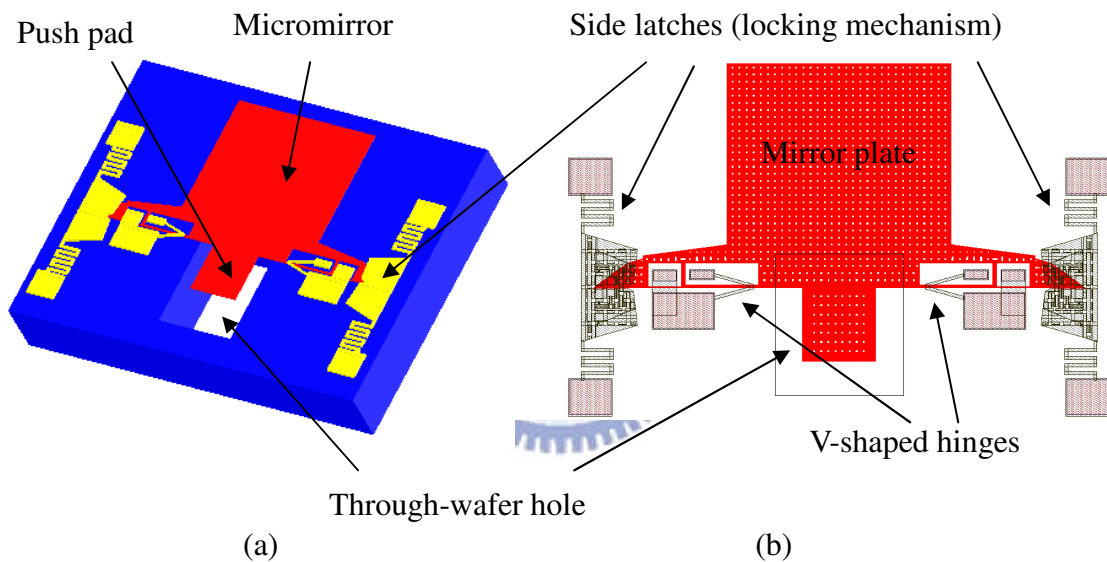 Push pad
Micromirror
Side latches (locking mechanism)
Mirror plate
V-shaped hinges
Through-wafer hole
(a)
(b)